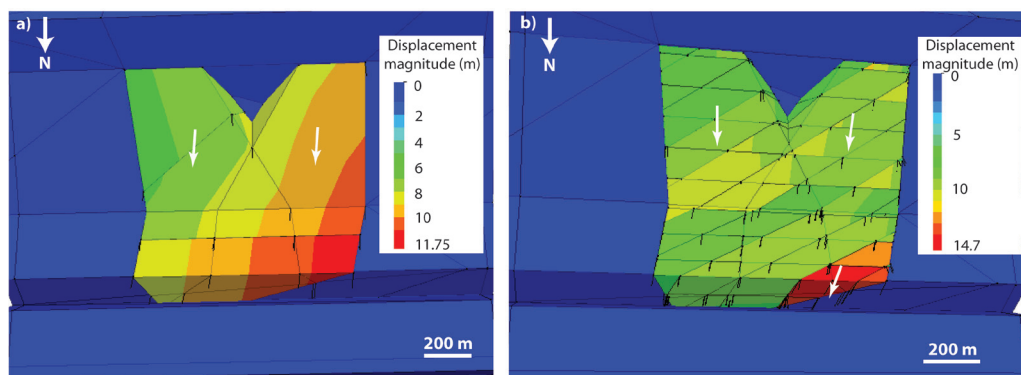 a)
N
Displacement
magnitude (m)
0
2
4
6
8
10
11.75
200 m
b)
N
Displacement
magnitude (m)
0
5
10
14.7
200 m